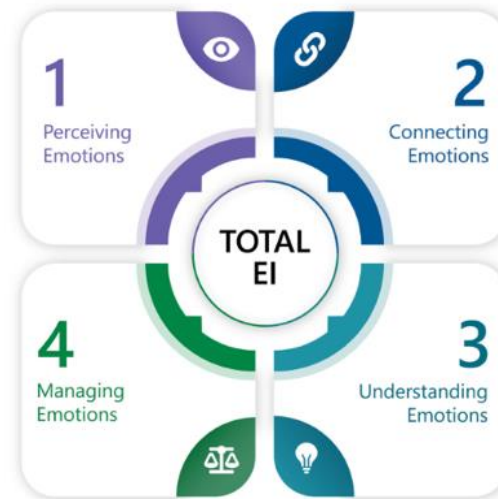 1
Perceiving
Emotions
2
Connecting
Emotions
TOTAL
EI
4
Managing
Emotions
3
Understanding
Emotions